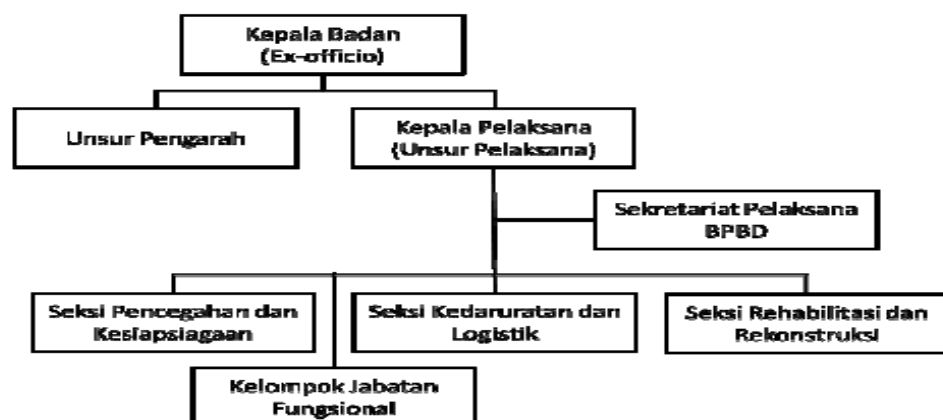 Kepala Badan
(Ex-officio)
Unsur Pengarah
Kepala Pelaksana
(Unsur Pelaksana)
Sekretariat Pelaksana
BPBD
Seksi Pencegahan dan
Kesiapsiagaan
Seksi Kedaruratan dan
Logistik
Seksi Rehabilitasi dan
Rekonstruksi
Kelompok Jabatan
Fungsional